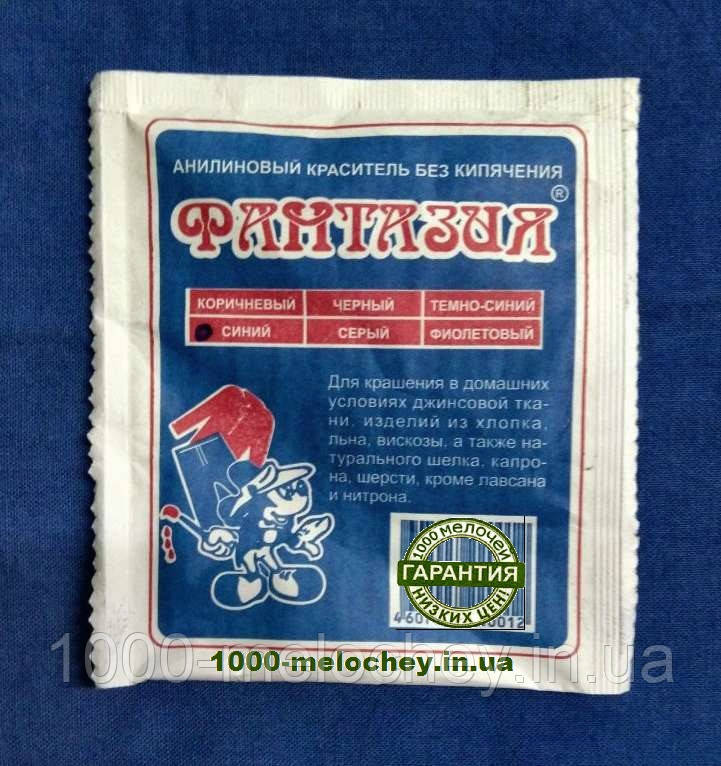 АНИЛИНОВЫЙ КРАСИТЕЛЬ БЕЗ КИПЯЧЕНИЯ
ФАНТАЗИЯ ®
КОРИЧНЕВЫЙ ЧЕРНЫЙ ТЕМНО-СИНИЙ
СИНИЙ СЕРЫЙ ФИОЛЕТОВЫЙ
Для крашения в домашних
условиях джинсовой тка-
ни, изделий из хлопка,
льна, вискозы, а также на-
турального шелка, капро-
на, шерсти, кроме лавсана
и нитрона.
1000 МЕЛОЧЕЙ
ГАРАНТИЯ
НИЗКИХ ЦЕН!
1000-melochey.in.ua
1000-melochey.in.ua